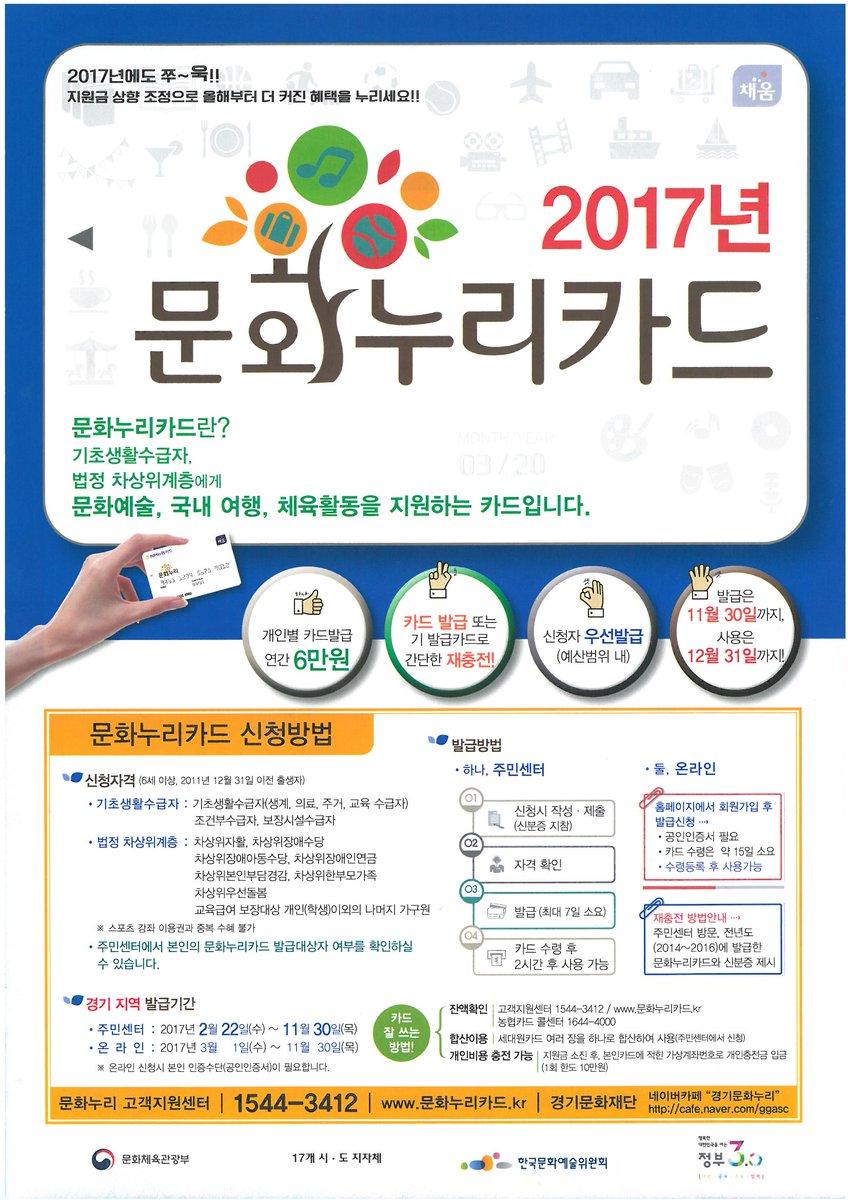 2017년에도 쭈~욱!!
지원금 상향 조정으로 올해부터 더 커진 혜택을 누리세요!!
채움
2017년
문화누리카드
문화누리카드란?
기초생활수급자,
법정 차상위계층에게
문화예술, 국내 여행, 체육활동을 지원하는 카드입니다.
MONTH/YEAR
03 / 20
개인별 카드발급
연간 6만원
카드 발급 또는
기 발급카드로
간단한 재충전!
신청자 우선발급
(예산범위 내)
발급은
11월 30일까지,
사용은
12월 31일까지!
문화누리카드 신청방법
신청자격 (6세 이상, 2011년 12월 31일 이전 출생자)
• 기초생활수급자 : 기초생활수급자(생계, 의료, 주거, 교육 수급자)
조건부수급자, 보장시설수급자
• 법정 차상위계층 : 차상위자활, 차상위장애수당
차상위장애아동수당, 차상위장애인연금
차상위본인부담경감, 차상위한부모가족
차상위우선돌봄
교육급여 보장대상 개인(학생)이외의 나머지 가구원
※ 스포츠 강좌 이용권과 중복 수혜 불가
• 주민센터에서 본인의 문화누리카드 발급대상자 여부를 확인하실
수 있습니다.
발급방법
• 하나, 주민센터
01 신청시 작성 · 제출
(신분증 지참)
02 자격 확인
03 발급 (최대 7일 소요)
04 카드 수령 후
2시간 후 사용 가능
• 둘, 온라인
홈페이지에서 회원가입 후
발급신청 ···→
• 공인인증서 필요
• 카드 수령은 약 15일 소요
• 수령등록 후 사용가능
재충전 방법안내 ···→
주민센터 방문, 전년도
(2014~2016)에 발급한
문화누리카드와 신분증 제시
경기 지역 발급기간
• 주민센터 : 2017년 2월 22일(수) ~ 11월 30일(목)
• 온 라 인 : 2017년 3월 1일(수) ~ 11월 30일(목)
※ 온라인 신청시 본인 인증수단(공인인증서)이 필요합니다.
카드
잘 쓰는
방법!
잔액확인 | 고객지원센터 1544-3412 / www.문화누리카드.kr
농협카드 콜센터 1644-4000
합산이용 | 세대원카드 여러 장을 하나로 합산하여 사용(주민센터에서 신청)
개인비용 충전 가능 | 지원금 소진 후, 본인카드에 적힌 가상계좌번호로 개인충전금 입금
(1회 한도 10만원)
문화누리 고객지원센터 | 1544-3412 | www.문화누리카드.kr | 경기문화재단 네이버카페 "경기문화누리"
http://cafe.naver.com/ggasc
문화체육관광부
17개 시 · 도 지자체
한국문화예술위원회
행복한
대한민국을 여는
정부3.0